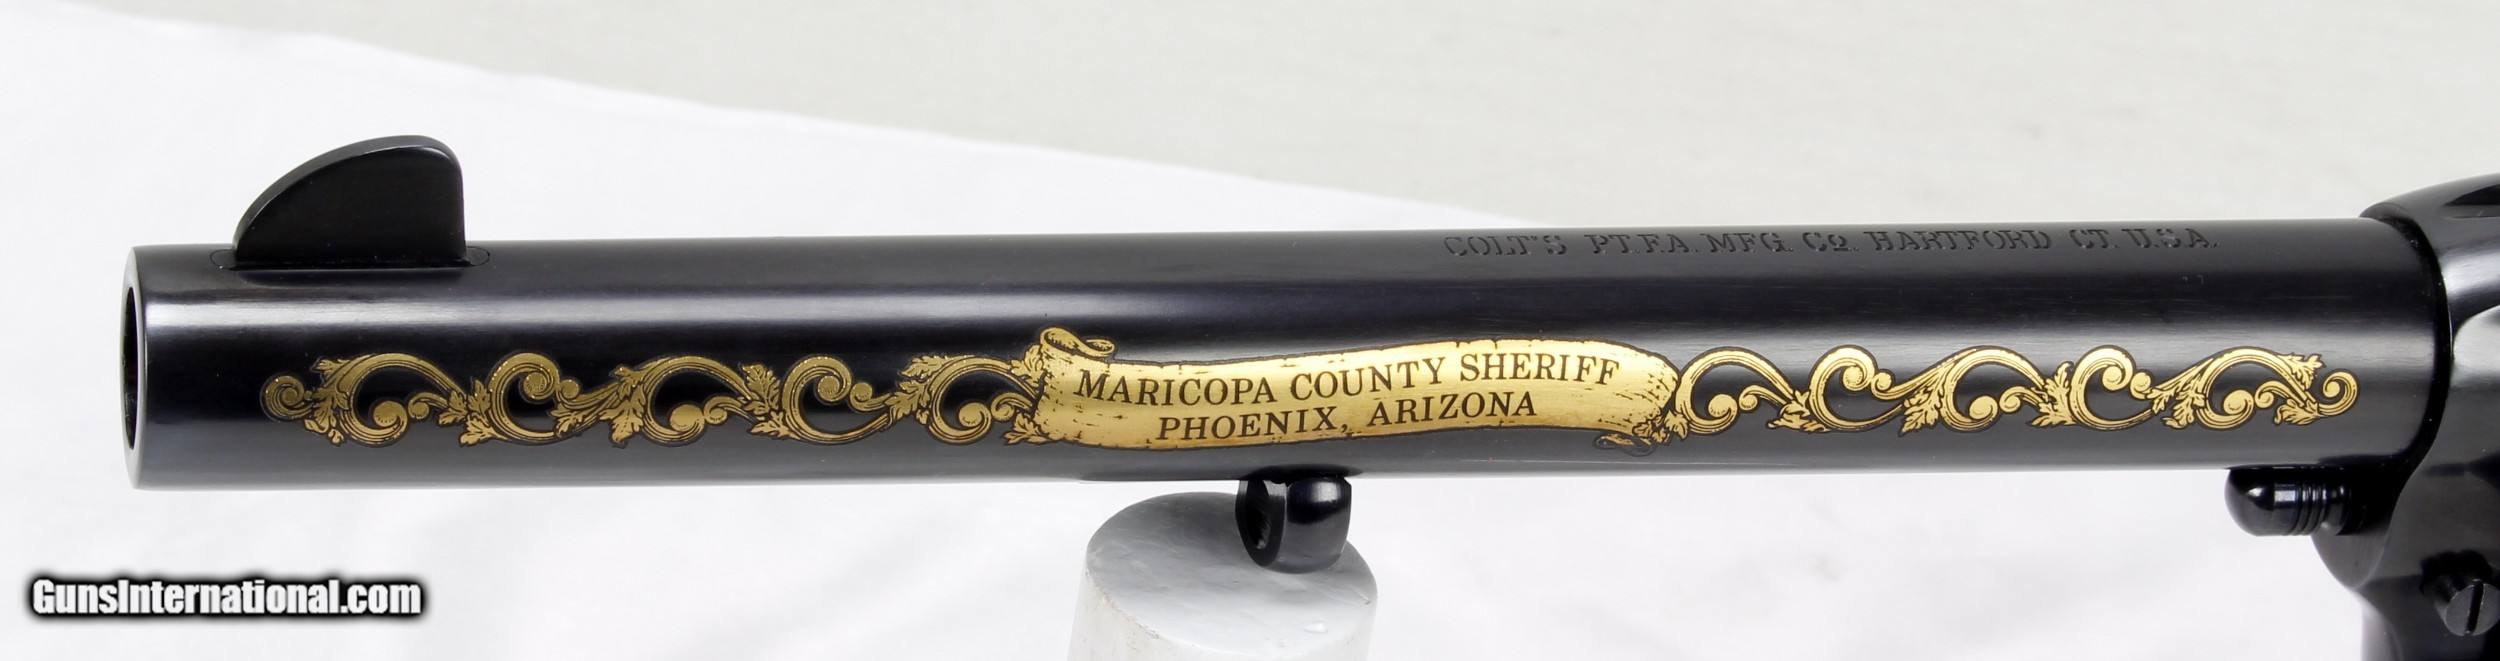 COLT'S PT.F.A. MFG. Co. HARTFORD CT. U.S.A.
MARICOPA COUNTY SHERIFF
PHOENIX, ARIZONA
GunsInternational.com